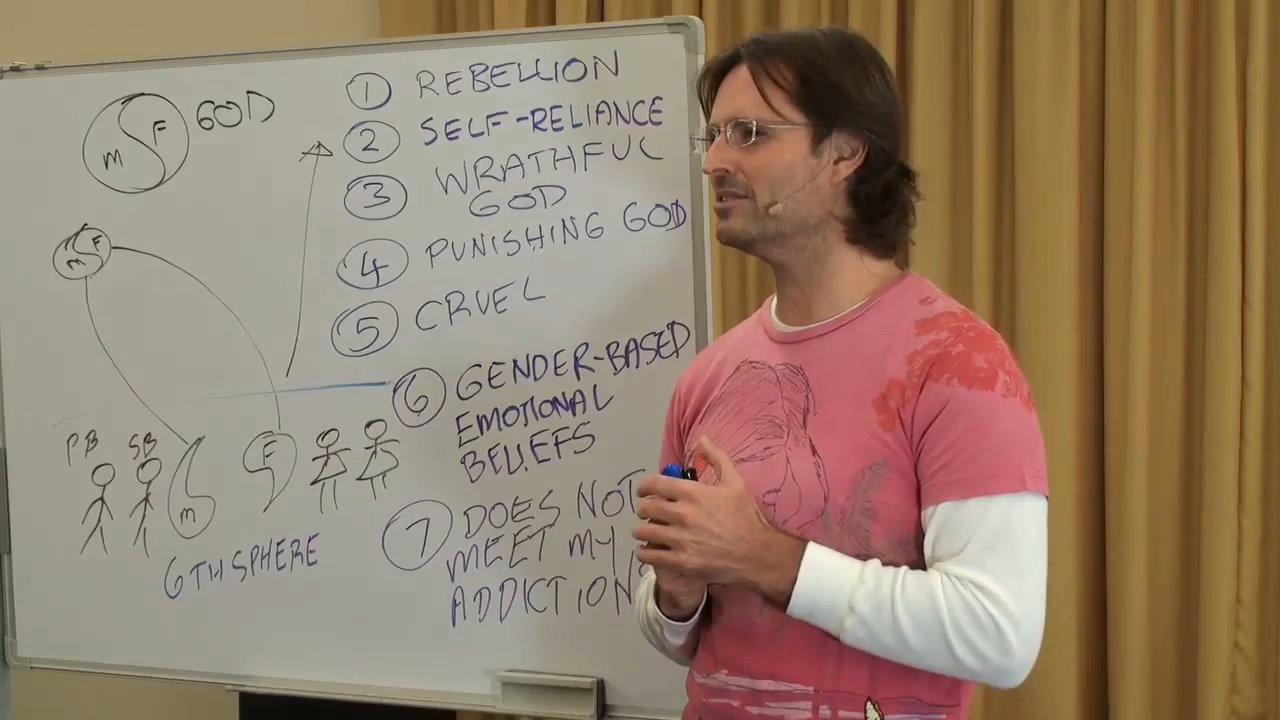 m F GOD
m F
PB SB
m
F
6TH SPHERE
1 REBELLION
2 SELF-RELIANCE
3 WRATHFUL
GOD
4 PUNISHING GOD
5 CRUEL
6 GENDER-BASED
EMOTIONAL
BELIEFS
7 DOES NOT
MEET MY
ADDICTION